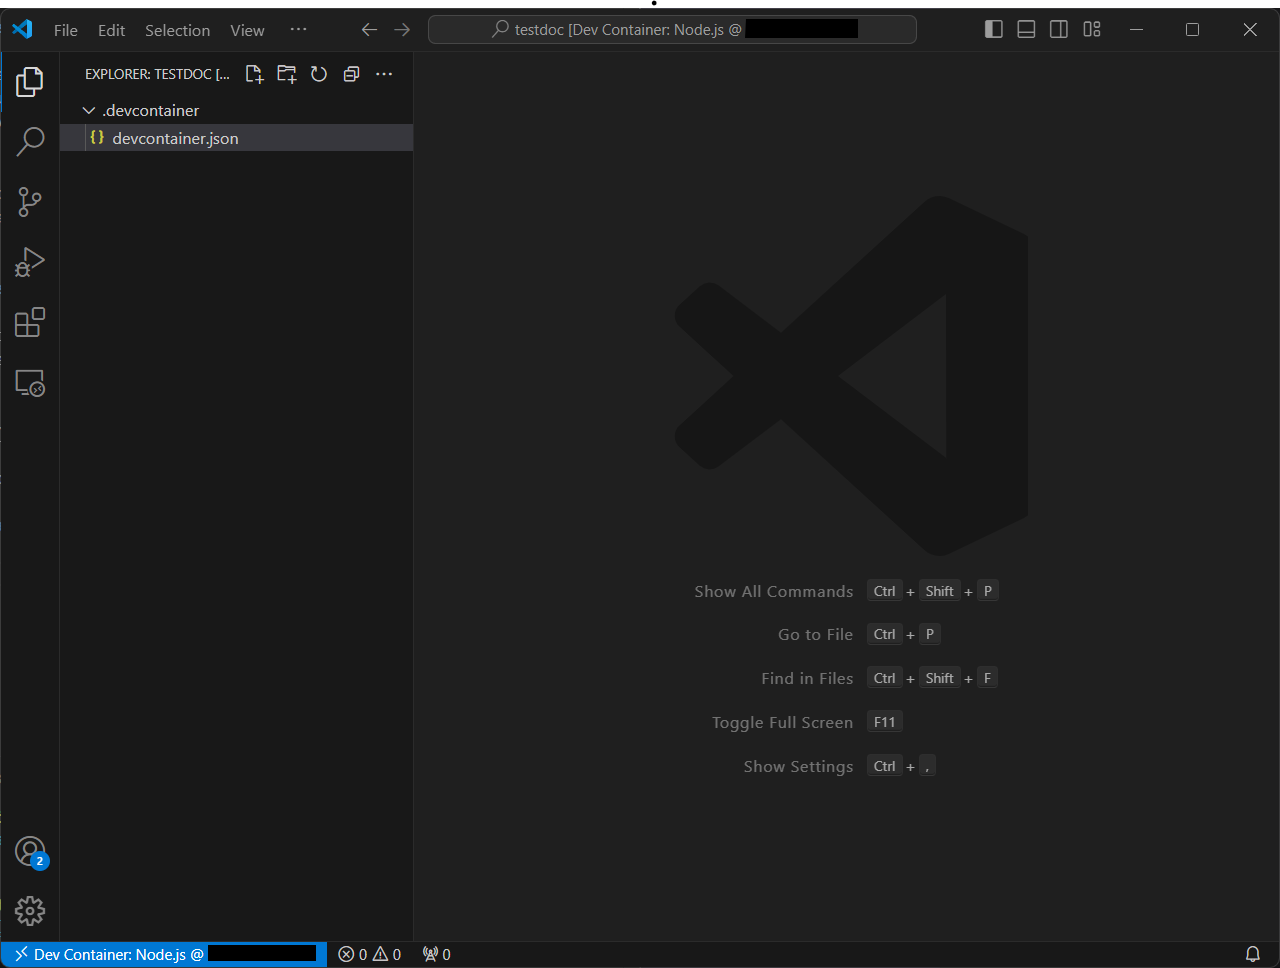 File Edit Selection View ···
testdoc [Dev Container: Node.js @
EXPLORER: TESTDOC [...
.devcontainer
{} devcontainer.json
Show All Commands Ctrl + Shift + P
Go to File Ctrl + P
Find in Files Ctrl + Shift + F
Toggle Full Screen F11
Show Settings Ctrl + ,
2
Dev Container: Node.js @ 0 0 0